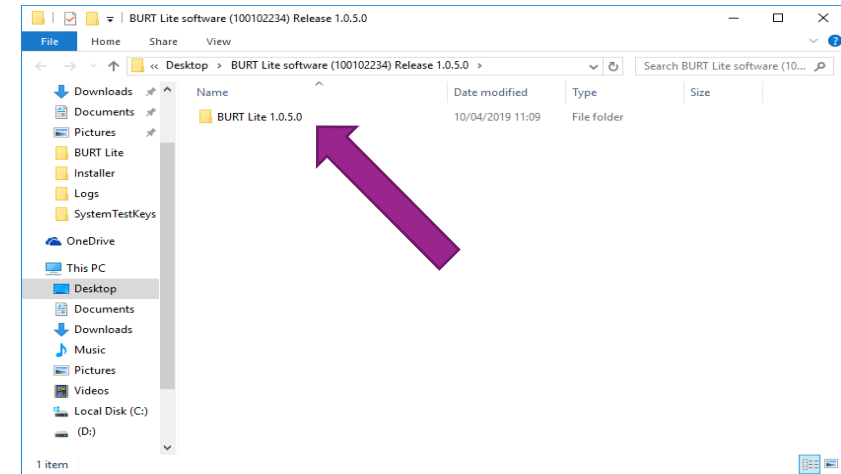 BURT Lite software (100102234) Release 1.0.5.0
File Home Share View
« Desktop > BURT Lite software (100102234) Release 1.0.5.0 >
Search BURT Lite software (10...
Name Date modified Type Size
BURT Lite 1.0.5.0 10/04/2019 11:09 File folder
Downloads
Documents
Pictures
BURT Lite
Installer
Logs
SystemTestKeys
OneDrive
This PC
Desktop
Documents
Downloads
Music
Pictures
Videos
Local Disk (C:)
(D:)
1 item